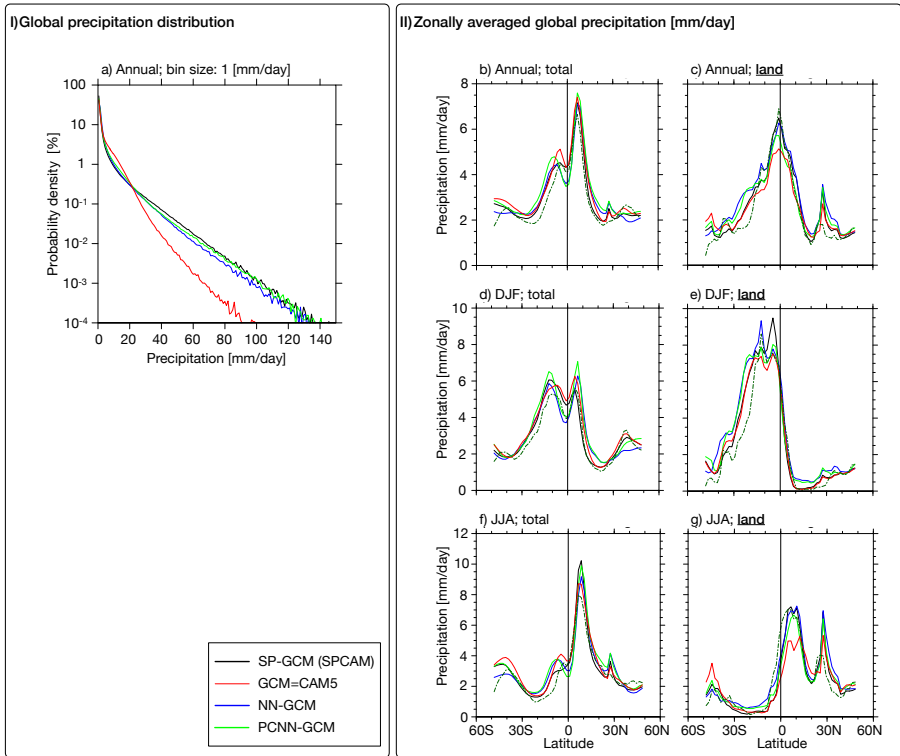 I)Global precipitation distribution
a) Annual; bin size: 1 [mm/day]
100
10
1
10⁻¹
10⁻²
10⁻³
10⁻⁴
Probability density [%]
0 20 40 60 80 100 120 140
Precipitation [mm/day]
SP-GCM (SPCAM)
GCM=CAM5
NN-GCM
PCNN-GCM
II)Zonally averaged global precipitation [mm/day]
b) Annual; total
8
6
4
2
0
Precipitation [mm/day]
c) Annual; land
d) DJF; total
10
8
6
4
2
0
Precipitation [mm/day]
e) DJF; land
f) JJA; total
12
10
8
6
4
2
0
Precipitation [mm/day]
60S 30S 0 30N 60N
Latitude
g) JJA; land
60S 30S 0 30N 60N
Latitude